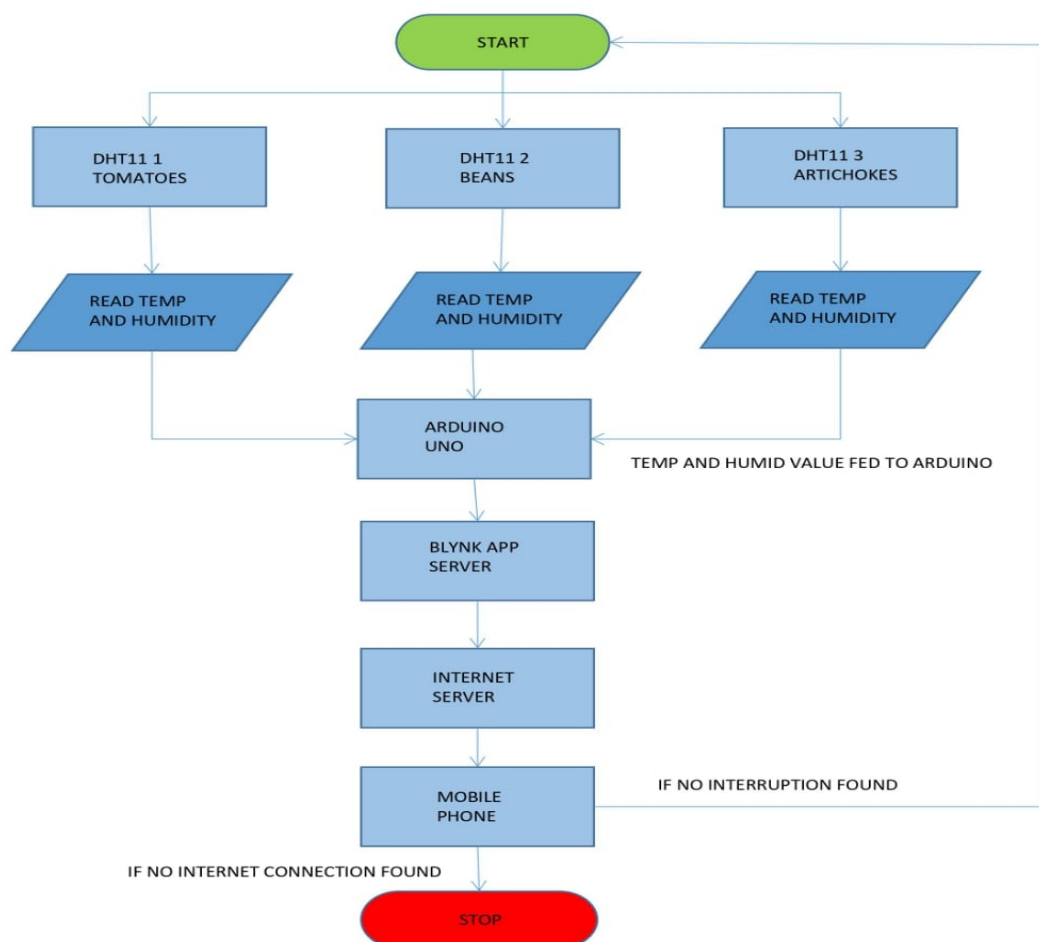 START
DHT11 1
TOMATOES
DHT11 2
BEANS
DHT11 3
ARTICHOKES
READ TEMP
AND HUMIDITY
READ TEMP
AND HUMIDITY
READ TEMP
AND HUMIDITY
ARDUINO
UNO
TEMP AND HUMID VALUE FED TO ARDUINO
BLYNK APP
SERVER
INTERNET
SERVER
MOBILE
PHONE
IF NO INTERRUPTION FOUND
IF NO INTERNET CONNECTION FOUND
STOP